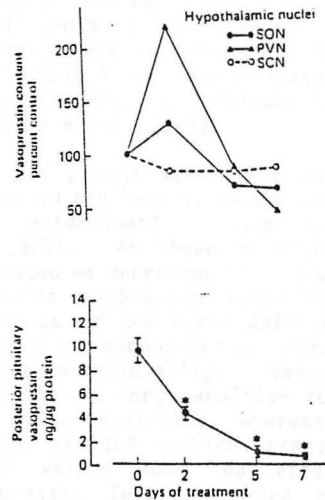 Hypothalamic nuclei
SON
PVN
SCN
Vasopressin content
percent control
200
150
100
50
Posterior pituitary
vasopressin
ng/µg protein
14
12
10
8
6
4
2
0
*
*
*
0
2
5
7
Days of treatment